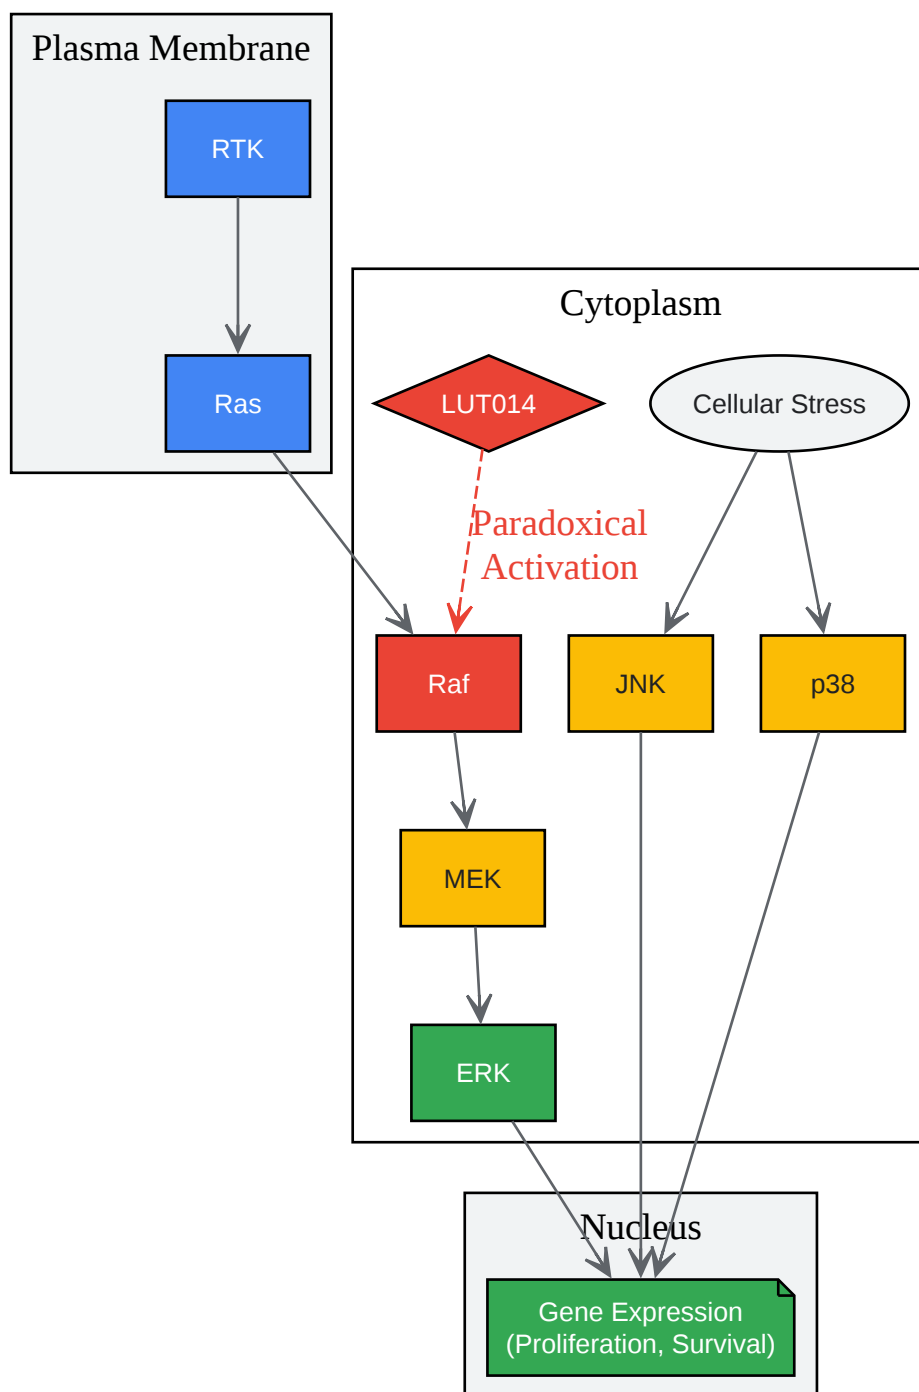 Plasma Membrane
RTK
Ras
Cytoplasm
LUT014
Cellular Stress
Paradoxical
Activation
Raf
JNK
p38
MEK
ERK
Nucleus
Gene Expression
(Proliferation, Survival)